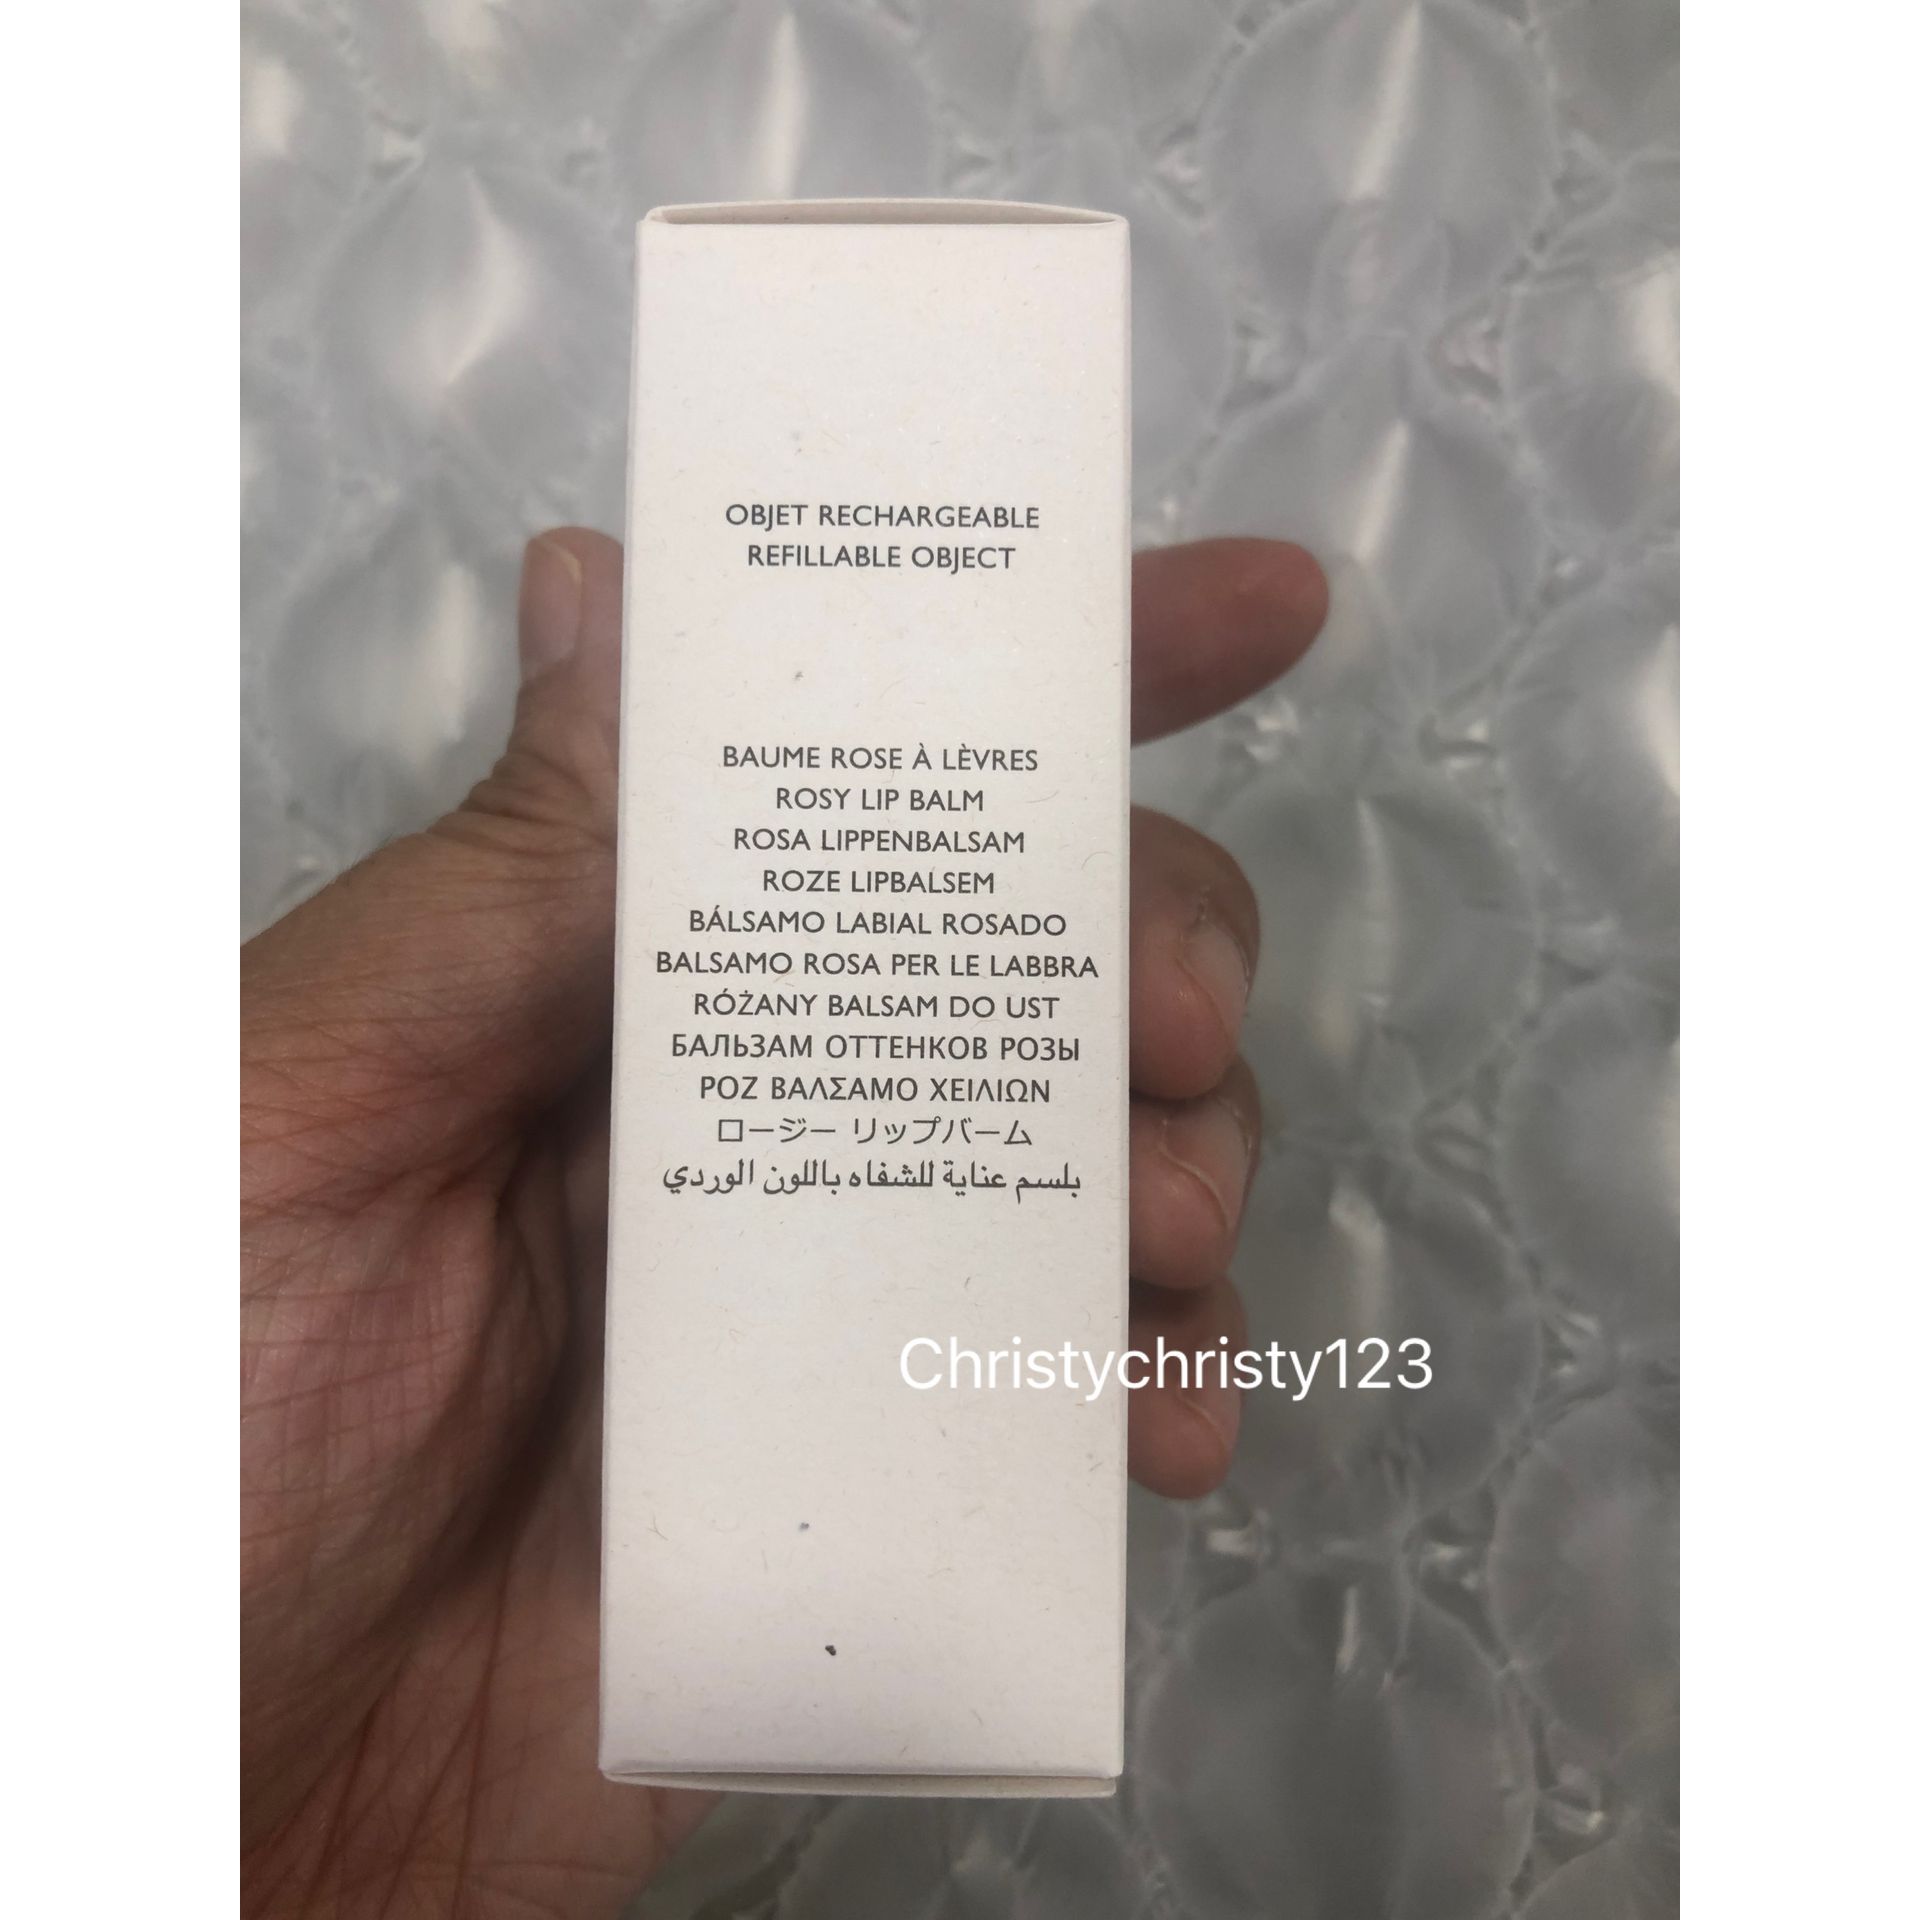 OBJET RECHARGEABLE
REFILLABLE OBJECT
BAUME ROSE À LÈVRES
ROSY LIP BALM
ROSA LIPPENBALSAM
ROZE LIPBALSEM
BÁLSAMO LABIAL ROSADO
BALSAMO ROSA PER LE LABBRA
RÓŻANY BALSAM DO UST
БАЛЬЗАМ ОТТЕНКОВ РОЗЫ
ΡΟΖ ΒΑΛΣΑΜΟ ΧΕΙΛΙΩΝ
ロージー リップバーム
بلسم عناية للشفاه باللون الوردي
Christychristy123